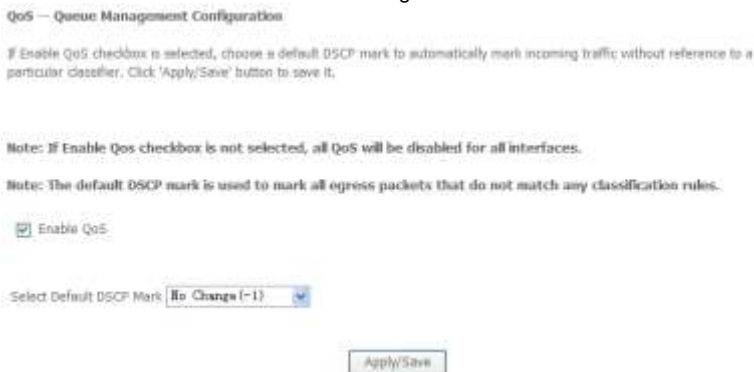 QoS -- Queue Management Configuration
If Enable QoS checkbox is selected, choose a default DSCP mark to automatically mark incoming traffic without reference to a
particular classifier. Click 'Apply/Save' button to save it.
Note: If Enable Qos checkbox is not selected, all QoS will be disabled for all interfaces.
Note: The default DSCP mark is used to mark all egress packets that do not match any classification rules.
Enable QoS
Select Default DSCP Mark No Change(-1)
Apply/Save